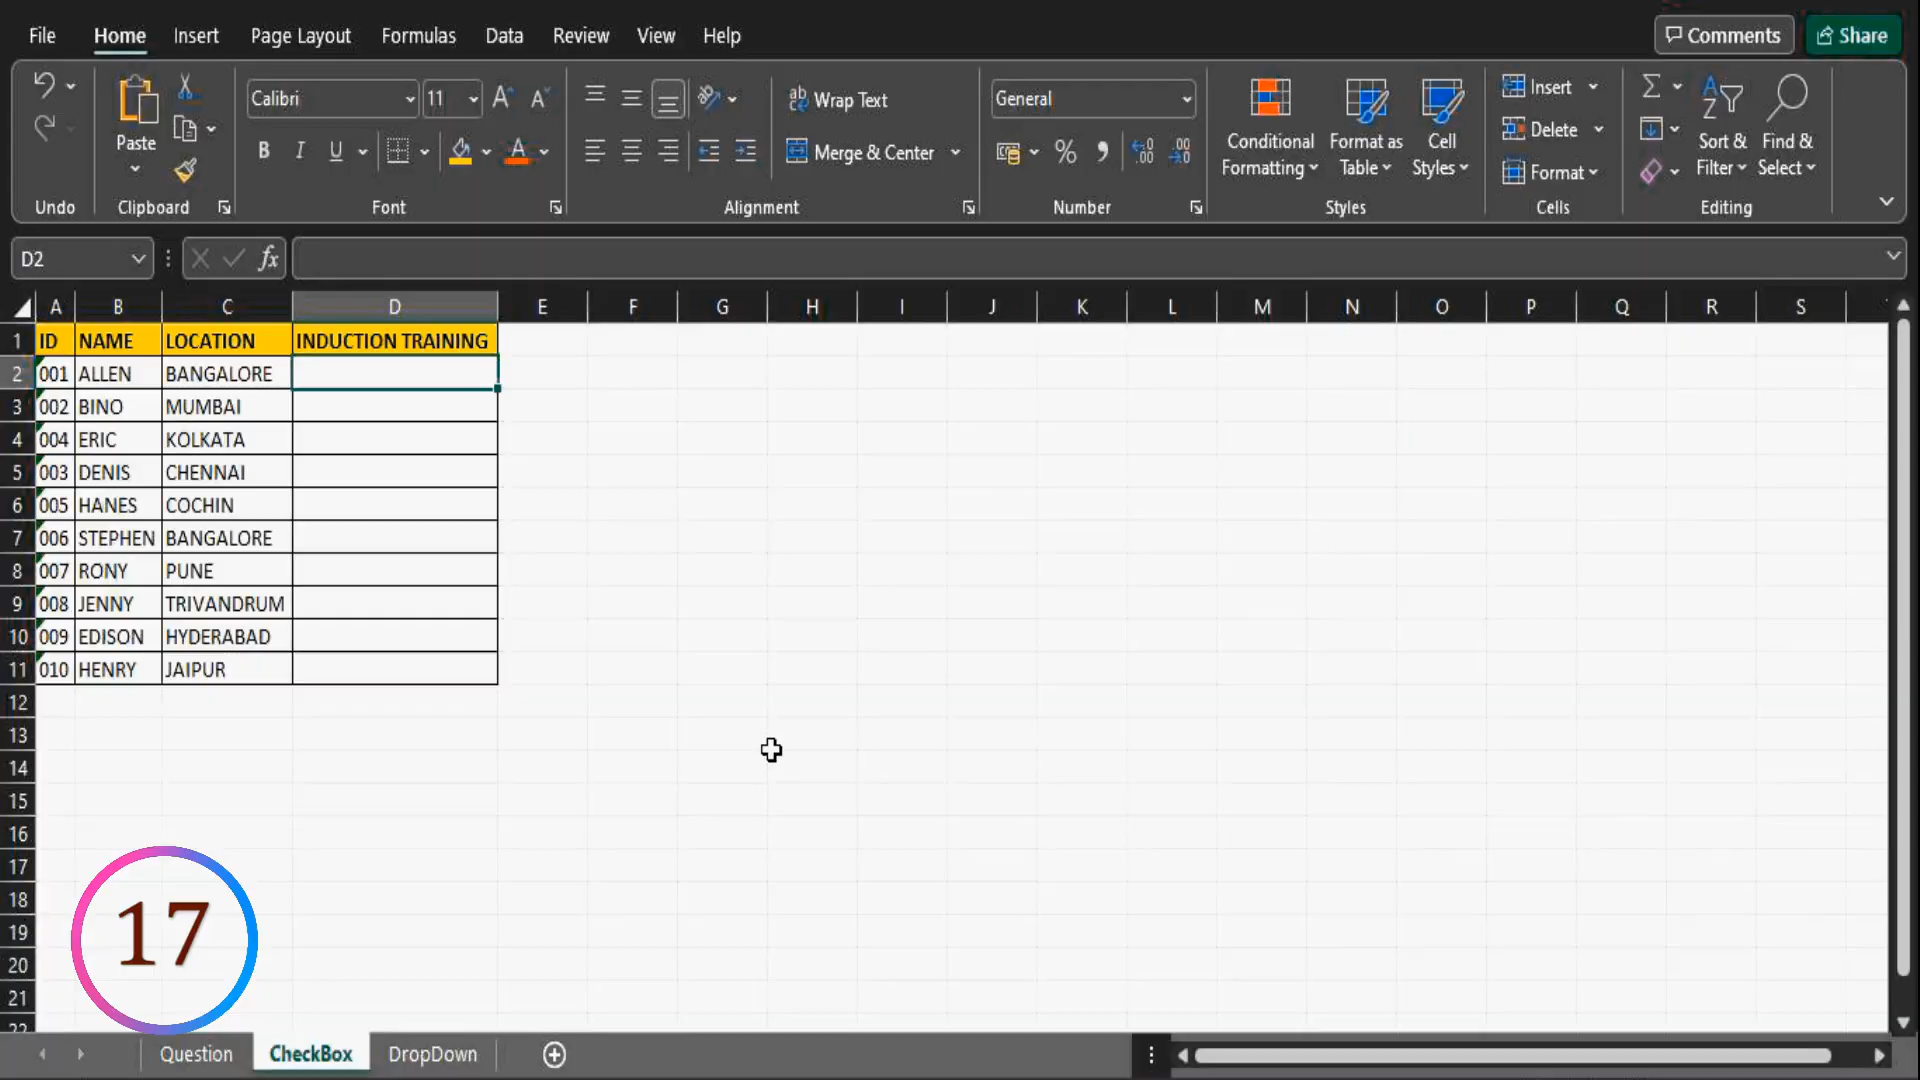 File Home Insert Page Layout Formulas Data Review View Help Comments Share
Calibri 11 Wrap Text General Insert
Paste Conditional Formatting Format as Table Cell Styles Delete Sort & Filter Find & Select
B I U Merge & Center % Format
Undo Clipboard Font Alignment Number Styles Cells Editing
D2 fx
A B C D E F G H I J K L M N O P Q R S
1 ID NAME LOCATION INDUCTION TRAINING
2 001 ALLEN BANGALORE
3 002 BINO MUMBAI
4 004 ERIC KOLKATA
5 003 DENIS CHENNAI
6 005 HANES COCHIN
7 006 STEPHEN BANGALORE
8 007 RONY PUNE
9 008 JENNY TRIVANDRUM
10 009 EDISON HYDERABAD
11 010 HENRY JAIPUR
12
13
14
15
16
17
18
19
20
21
22
17
Question CheckBox DropDown